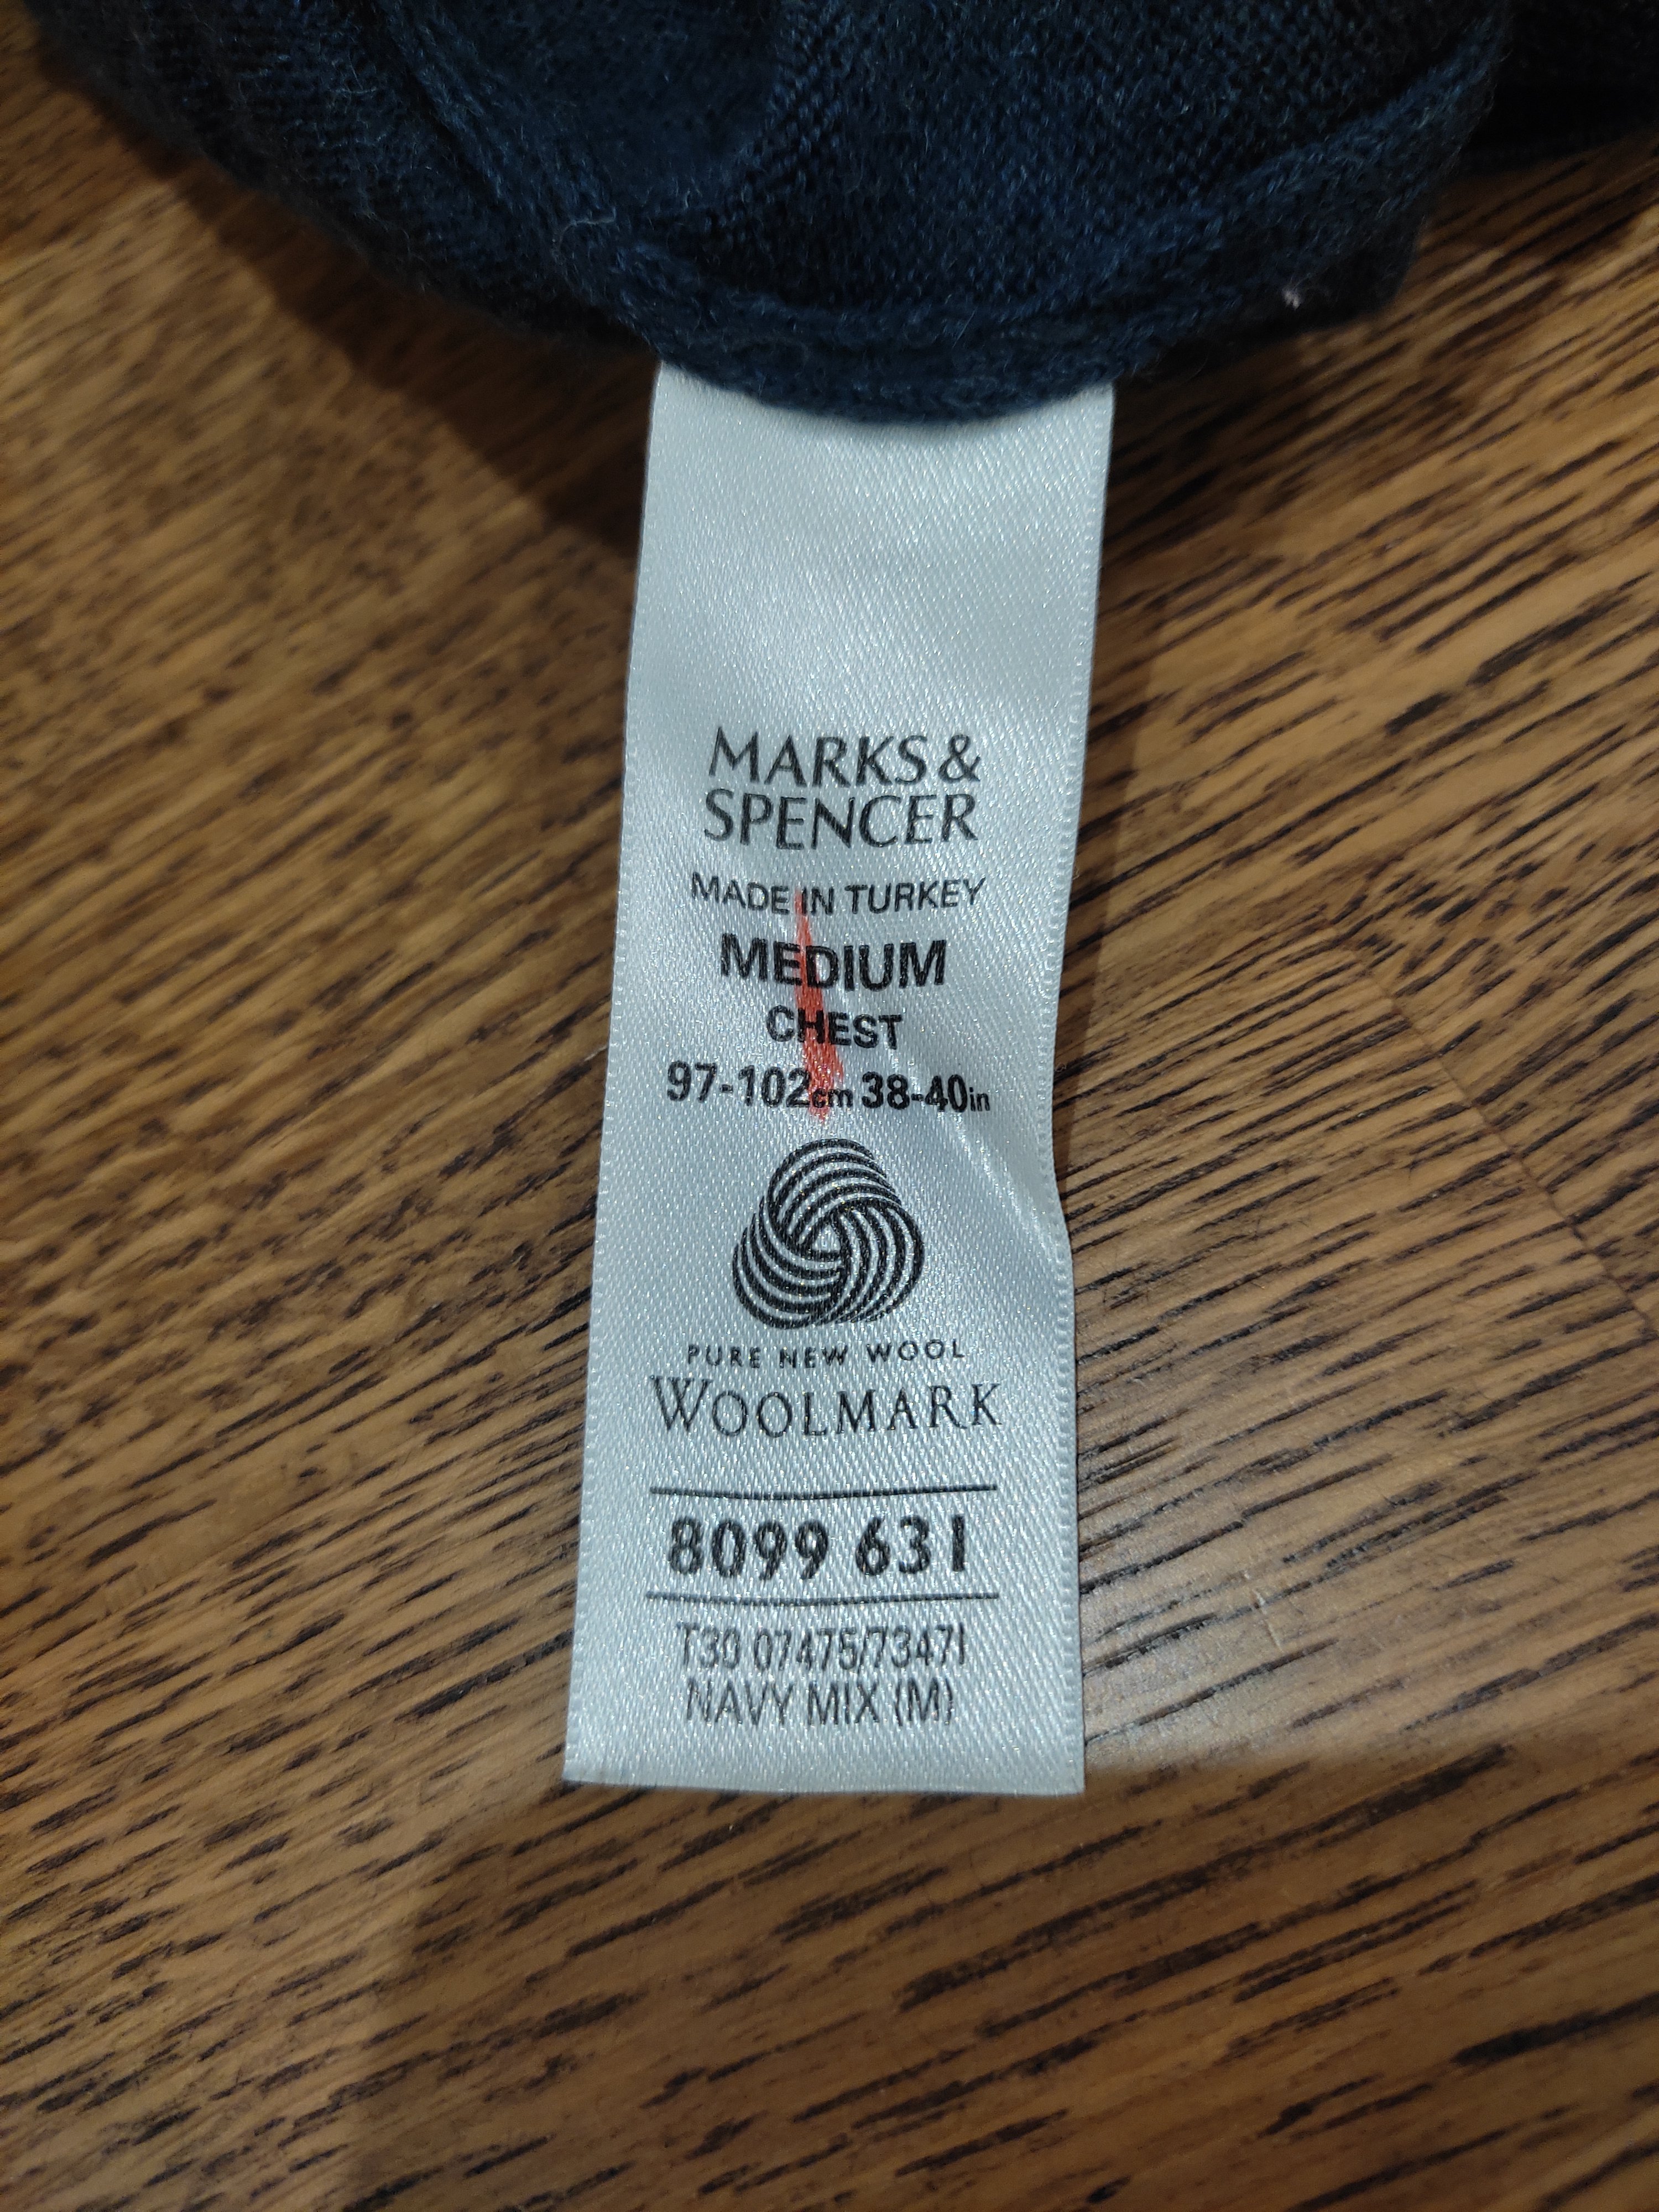 MARKS &
SPENCER
MADE IN TURKEY
MEDIUM
CHEST
97-102cm 38-40in
PURE NEW WOOL
WOOLMARK
8099 631
T30 07475/73471
NAVY MIX (M)